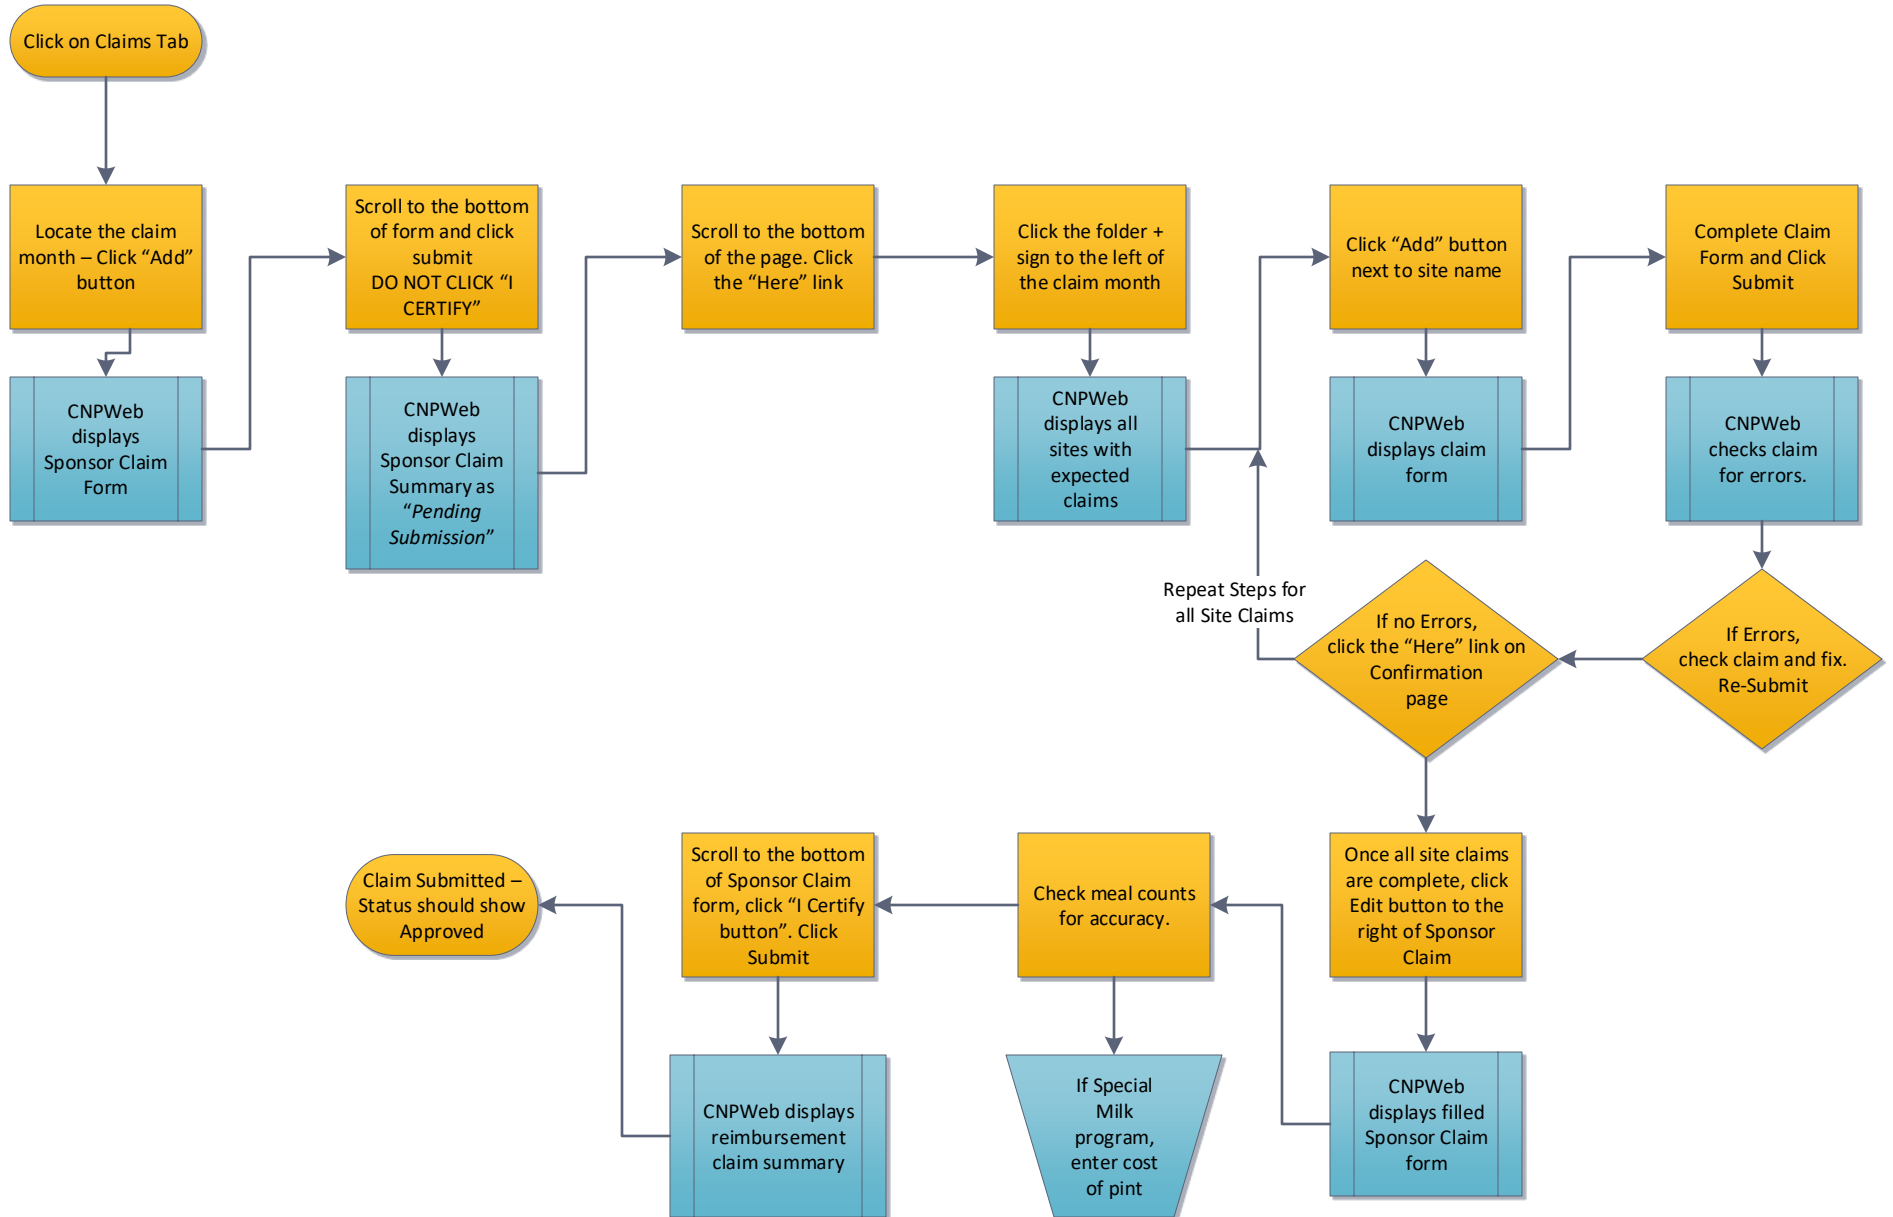 Click on Claims Tab
Locate the claim
month – Click “Add”
button
Scroll to the bottom
of form and click
submit
DO NOT CLICK “I
CERTIFY”
Scroll to the bottom
of the page. Click
the “Here” link
Click the folder +
sign to the left of
the claim month
Click “Add” button
next to site name
Complete Claim
Form and Click
Submit
CNPWeb
displays
Sponsor Claim
Form
CNPWeb
displays
Sponsor Claim
Summary as
“Pending
Submission”
CNPWeb
displays all
sites with
expected
claims
CNPWeb
displays claim
form
CNPWeb
checks claim
for errors.
Repeat Steps for
all Site Claims
If no Errors,
click the “Here” link on
Confirmation
page
If Errors,
check claim and fix.
Re-Submit
Claim Submitted –
Status should show
Approved
Scroll to the bottom
of Sponsor Claim
form, click “I Certify
button”. Click
Submit
Check meal counts
for accuracy.
Once all site claims
are complete, click
Edit button to the
right of Sponsor
Claim
CNPWeb displays
reimbursement
claim summary
If Special
Milk
program,
enter cost
of pint
CNPWeb
displays filled
Sponsor Claim
form